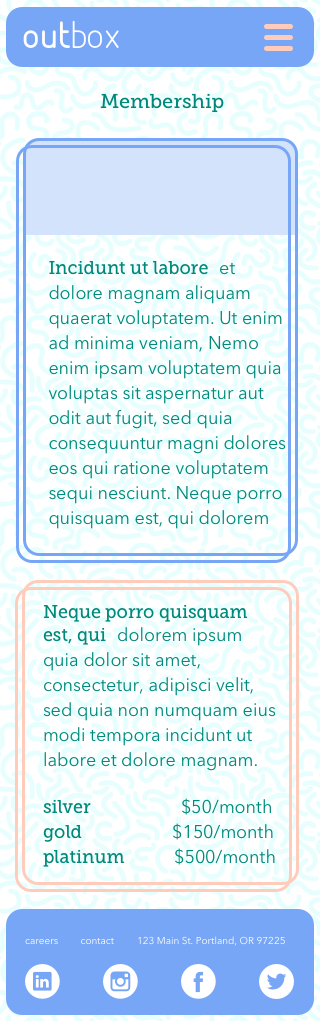 outbox
Membership
Incidunt ut labore et
dolore magnam aliquam
quaerat voluptatem. Ut enim
ad minima veniam, Nemo
enim ipsam voluptatem quia
voluptas sit aspernatur aut
odit aut fugit, sed quia
consequuntur magni dolores
eos qui ratione voluptatem
sequi nesciunt. Neque porro
quisquam est, qui dolorem
Neque porro quisquam
est, qui dolorem ipsum
quia dolor sit amet,
consectetur, adipisci velit,
sed quia non numquam eius
modi tempora incidunt ut
labore et dolore magnam.
silver $50/month
gold $150/month
platinum $500/month
careers contact 123 Main St. Portland, OR 97225